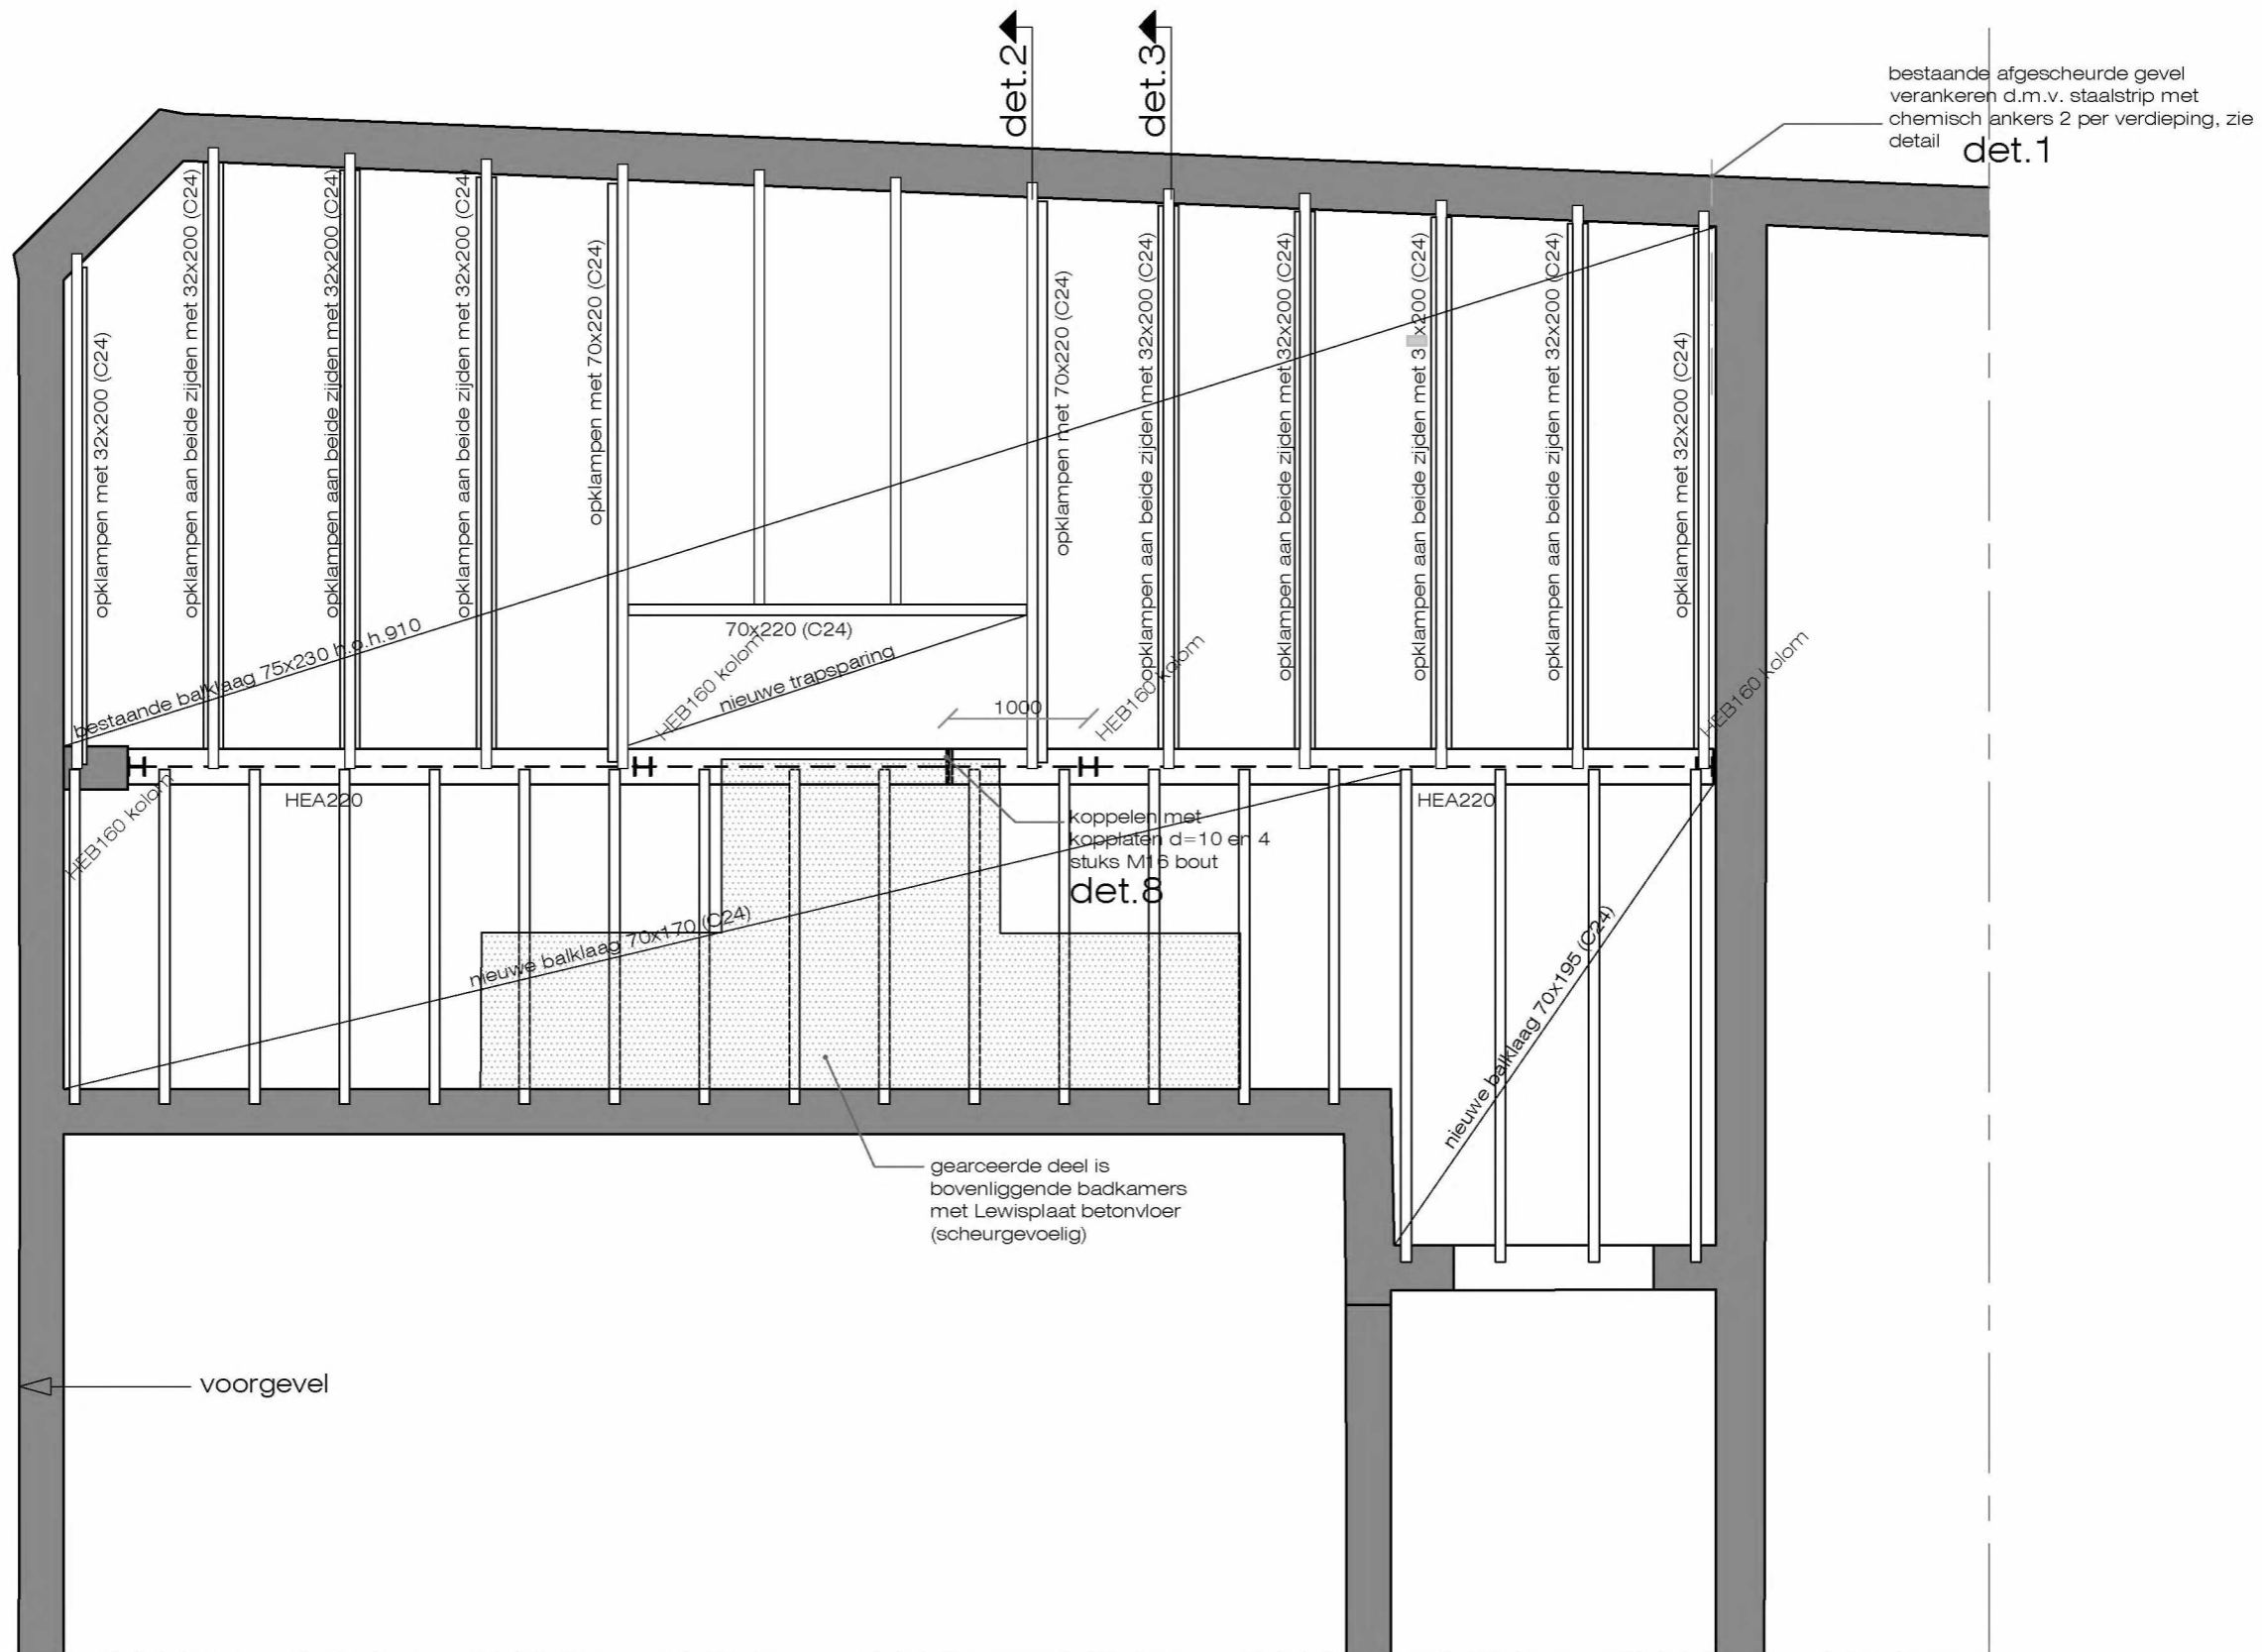 det.2
det.3
bestaande afgescheurde gevel
verankeren d.m.v. staalstrip met
chemisch ankers 2 per verdieping, zie
detail det.1
opklampen met 32x200 (C24)
opklampen aan beide zijden met 32x200 (C24)
opklampen aan beide zijden met 32x200 (C24)
opklampen aan beide zijden met 32x200 (C24)
opklampen met 70x220 (C24)
opklampen met 70x220 (C24)
opklampen aan beide zijden met 32x200 (C24)
opklampen aan beide zijden met 32x200 (C24)
opklampen aan beide zijden met 3 x200 (C24)
opklampen aan beide zijden met 32x200 (C24)
opklampen met 32x200 (C24)
bestaande balklaag 75x230 h.o.h.910
70x220 (C24)
HEB160 kolom
nieuwe trapsparing
1000
HEB160 kolom
HEB160 kolom
HEB160 kolom
HEA220
HEA220
koppelen met
kopplaten d=10 en 4
stuks M16 bout
det.8
nieuwe balklaag 70x170 (C24)
nieuwe balklaag 70x195 (C24)
gearceerde deel is
bovenliggende badkamers
met Lewisplaat betonvloer
(scheurgevoelig)
voorgevel